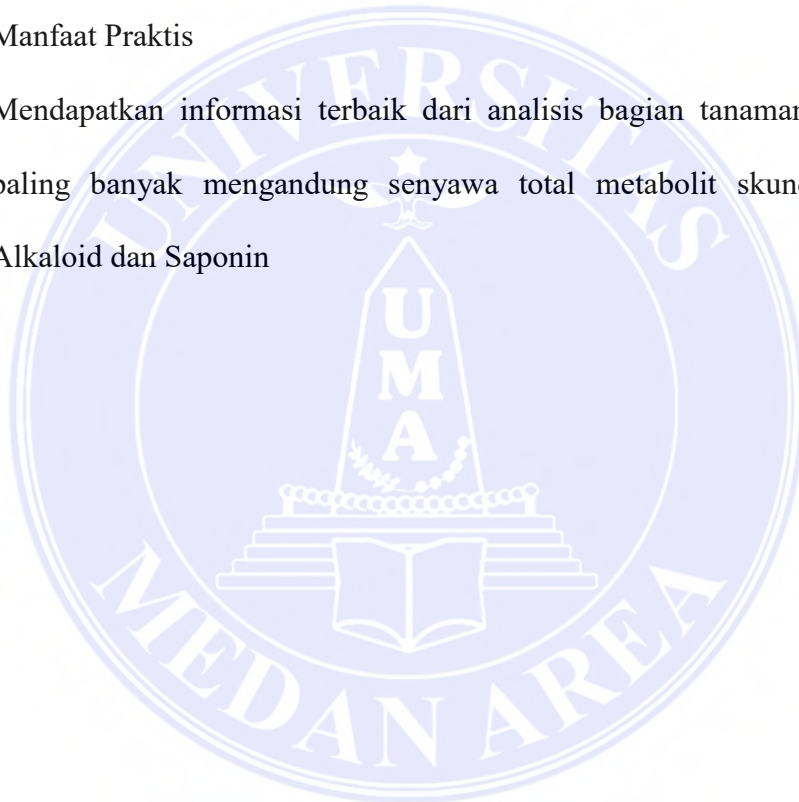 Manfaat Praktis
Mendapatkan informasi terbaik dari analisis bagian tanaman
paling banyak mengandung senyawa total metabolit
Alkaloid dan Saponin
UNIVERSITAS
UMA
MEDAN AREA